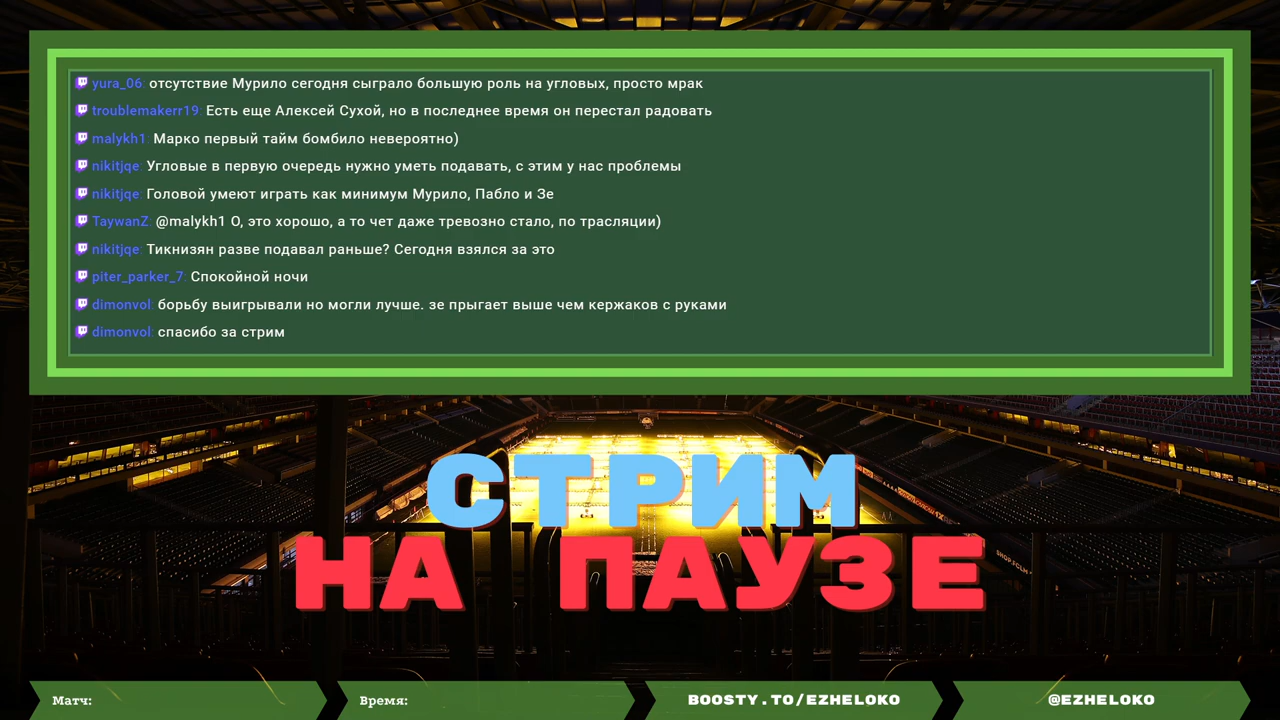 yura_06: отсутствие Мурило сегодня сыграло большую роль на угловых, просто мрак
troublemakerr19: Есть еще Алексей Сухой, но в последнее время он перестал радовать
malykh1: Марко первый тайм бомбило невероятно)
nikitjqe: Угловые в первую очередь нужно уметь подавать, с этим у нас проблемы
nikitjqe: Головой умеют играть как минимум Мурило, Пабло и Зе
TaywanZ: @malykh1 О, это хорошо, а то чет даже тревозно стало, по трасляции)
nikitjqe: Тикнизян разве подавал раньше? Сегодня взялся за это
piter_parker_7: Спокойной ночи
dimonvol: борьбу выигрывали но могли лучше. зе прыгает выше чем кержаков с руками
dimonvol: спасибо за стрим
СТРИМ
НА ПАУЗЕ
Матч:
Время:
BOOSTY.TO/EZHELOKO
@EZHELOKO